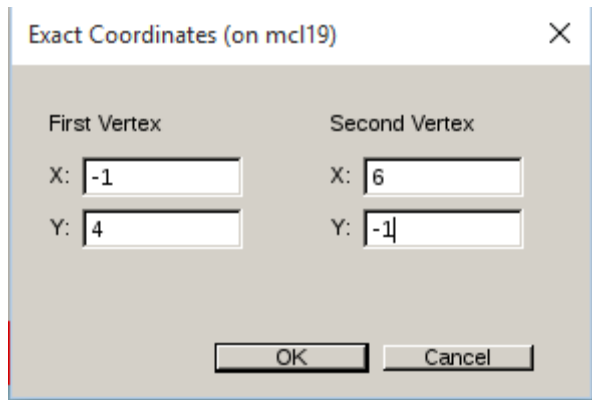 Exact Coordinates (on mcl19)
First Vertex Second Vertex
X: -1 X: 6
Y: 4 Y: -1
OK Cancel